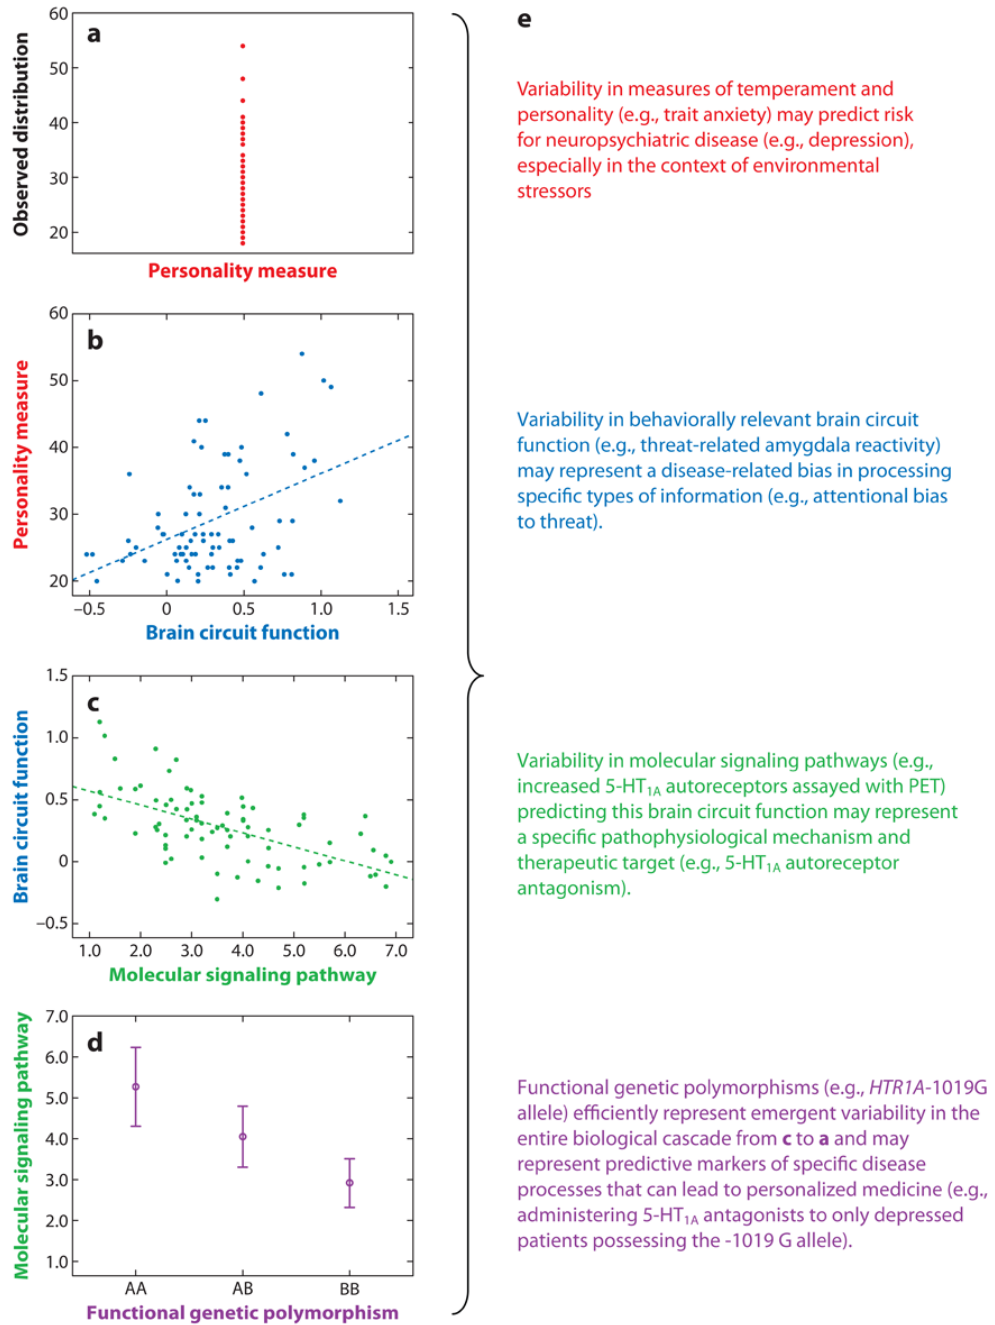 a
Observed distribution
60
50
40
30
20
Personality measure
b
Personality measure
60
50
40
30
20
−0.5 0 0.5 1.0 1.5
Brain circuit function
c
Brain circuit function
1.5
1.0
0.5
0
−0.5
1.0 2.0 3.0 4.0 5.0 6.0 7.0
Molecular signaling pathway
d
Molecular signaling pathway
7.0
6.0
5.0
4.0
3.0
2.0
1.0
AA AB BB
Functional genetic polymorphism
e
Variability in measures of temperament and
personality (e.g., trait anxiety) may predict risk
for neuropsychiatric disease (e.g., depression),
especially in the context of environmental
stressors
Variability in behaviorally relevant brain circuit
function (e.g., threat-related amygdala reactivity)
may represent a disease-related bias in processing
specific types of information (e.g., attentional bias
to threat).
Variability in molecular signaling pathways (e.g.,
increased 5-HT1A autoreceptors assayed with PET)
predicting this brain circuit function may represent
a specific pathophysiological mechanism and
therapeutic target (e.g., 5-HT1A autoreceptor
antagonism).
Functional genetic polymorphisms (e.g., HTR1A-1019G
allele) efficiently represent emergent variability in the
entire biological cascade from c to a and may
represent predictive markers of specific disease
processes that can lead to personalized medicine (e.g.,
administering 5-HT1A antagonists to only depressed
patients possessing the -1019 G allele).